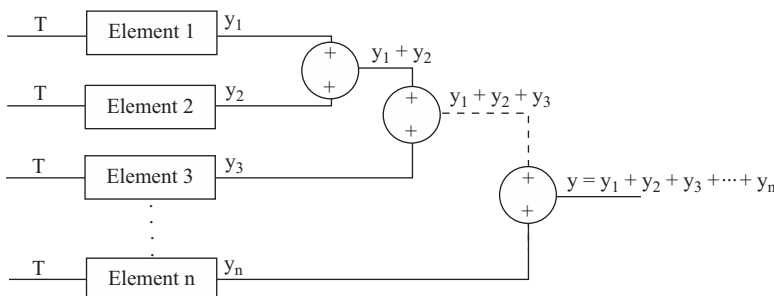 T Element 1 y₁
+
+
y₁ + y₂
T Element 2 y₂
+
+
y₁ + y₂ + y₃
T Element 3 y₃
+
+
y = y₁ + y₂ + y₃ + ··· + yₙ
T Element n yₙ